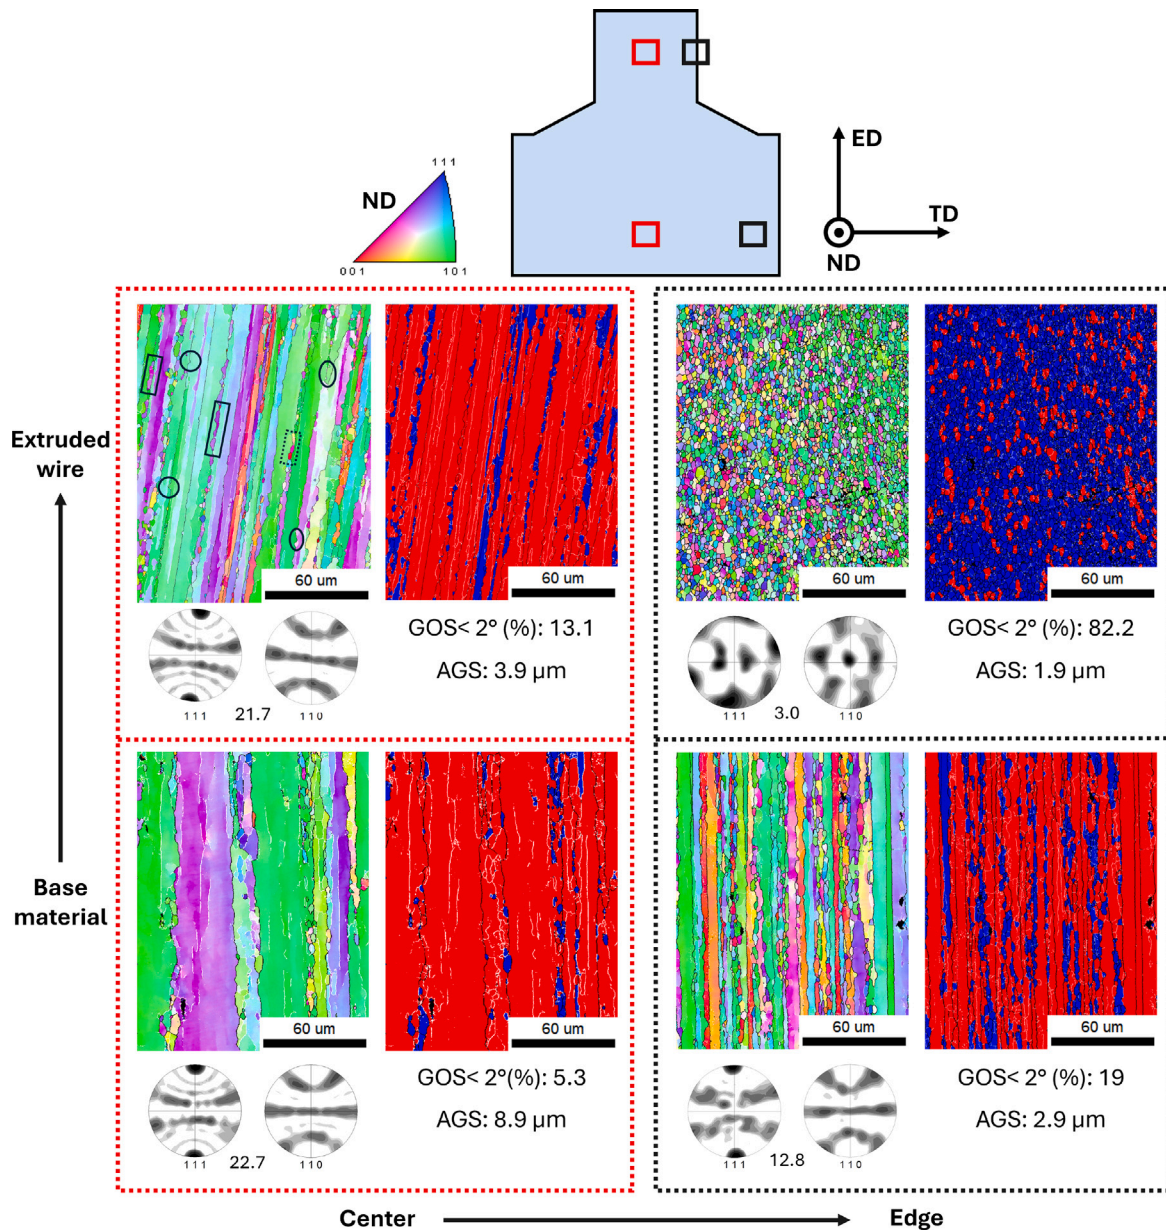 ED
TD
ND
ND
111
001
101
Extruded
wire
60 um
60 um
60 um
60 um
GOS< 2° (%): 13.1
AGS: 3.9 µm
111
21.7
110
GOS< 2° (%): 82.2
AGS: 1.9 µm
111
3.0
110
Base
material
60 um
60 um
60 um
60 um
GOS< 2°(%): 5.3
AGS: 8.9 µm
111
22.7
110
GOS< 2° (%): 19
AGS: 2.9 µm
111
12.8
110
Center
Edge